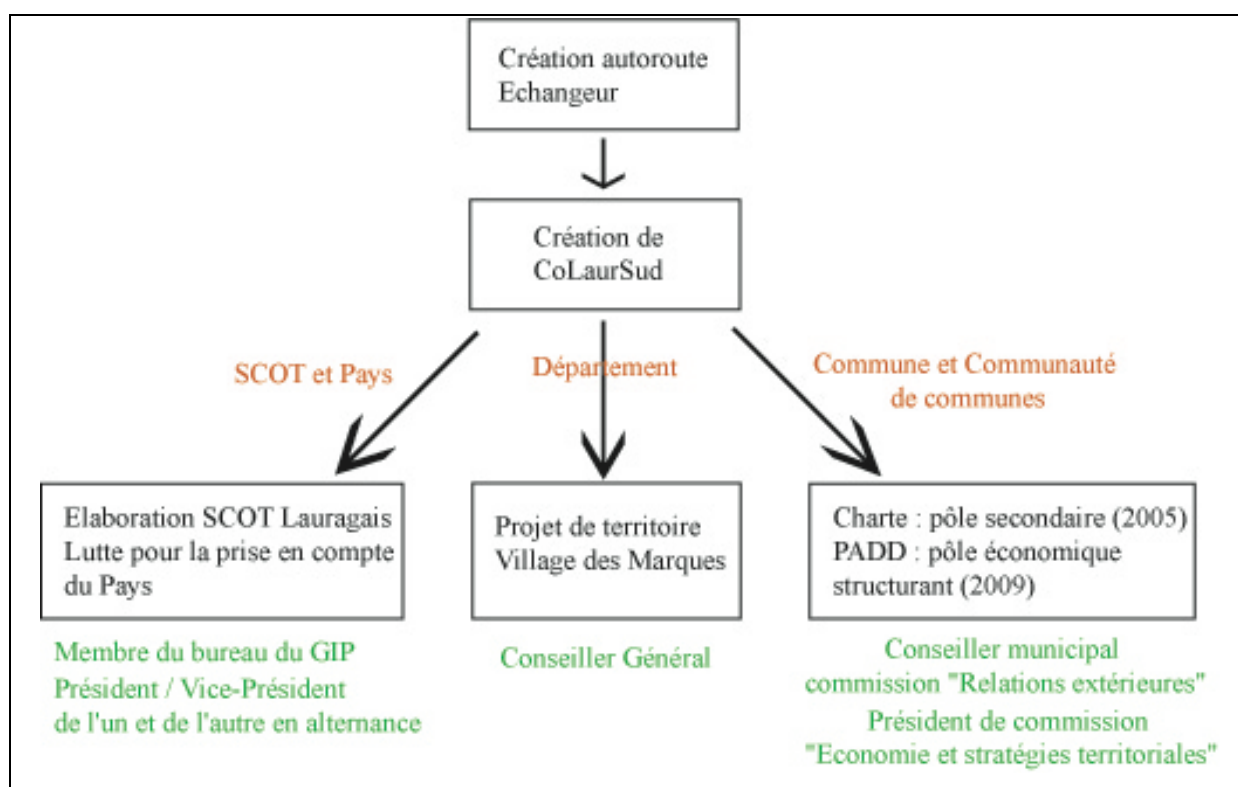 Création autoroute
Echangeur
Création de
CoLaurSud
SCOT et Pays
Département
Commune et Communauté
de communes
Elaboration SCOT Lauragais
Lutte pour la prise en compte
du Pays
Projet de territoire
Village des Marques
Charte : pôle secondaire (2005)
PADD : pôle économique
structurant (2009)
Membre du bureau du GIP
Président / Vice-Président
de l'un et de l'autre en alternance
Conseiller Général
Conseiller municipal
commission "Relations extérieures"
Président de commission
"Economie et stratégies territoriales"